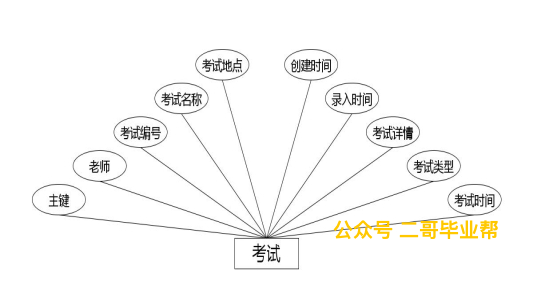 考试地点 创建时间
考试名称 录入时间
考试编号 考试详情
老师 考试类型
主键 考试时间
公众号 二哥毕业帮
考试